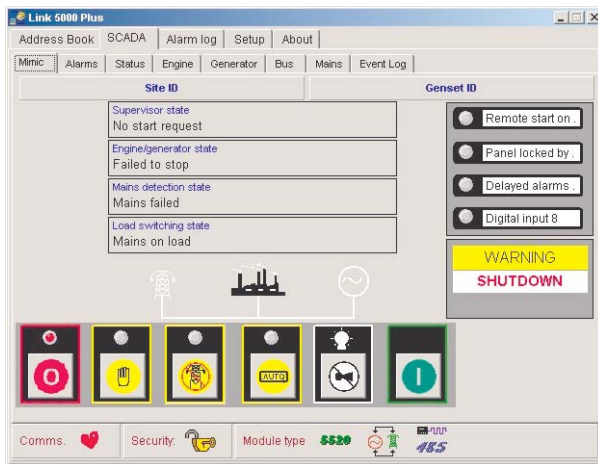 Link 5000 Plus
Address Book SCADA Alarm log Setup About
Mimic Alarms Status Engine Generator Bus Mains Event Log
Site ID Genset ID
Supervisor state
No start request
Engine/generator state
Failed to stop
Mains detection state
Mains failed
Load switching state
Mains on load
Remote start on .
Panel locked by .
Delayed alarms .
Digital input 8
WARNING
SHUTDOWN
O AUTO I
Comms. Security: Module type 5520 485